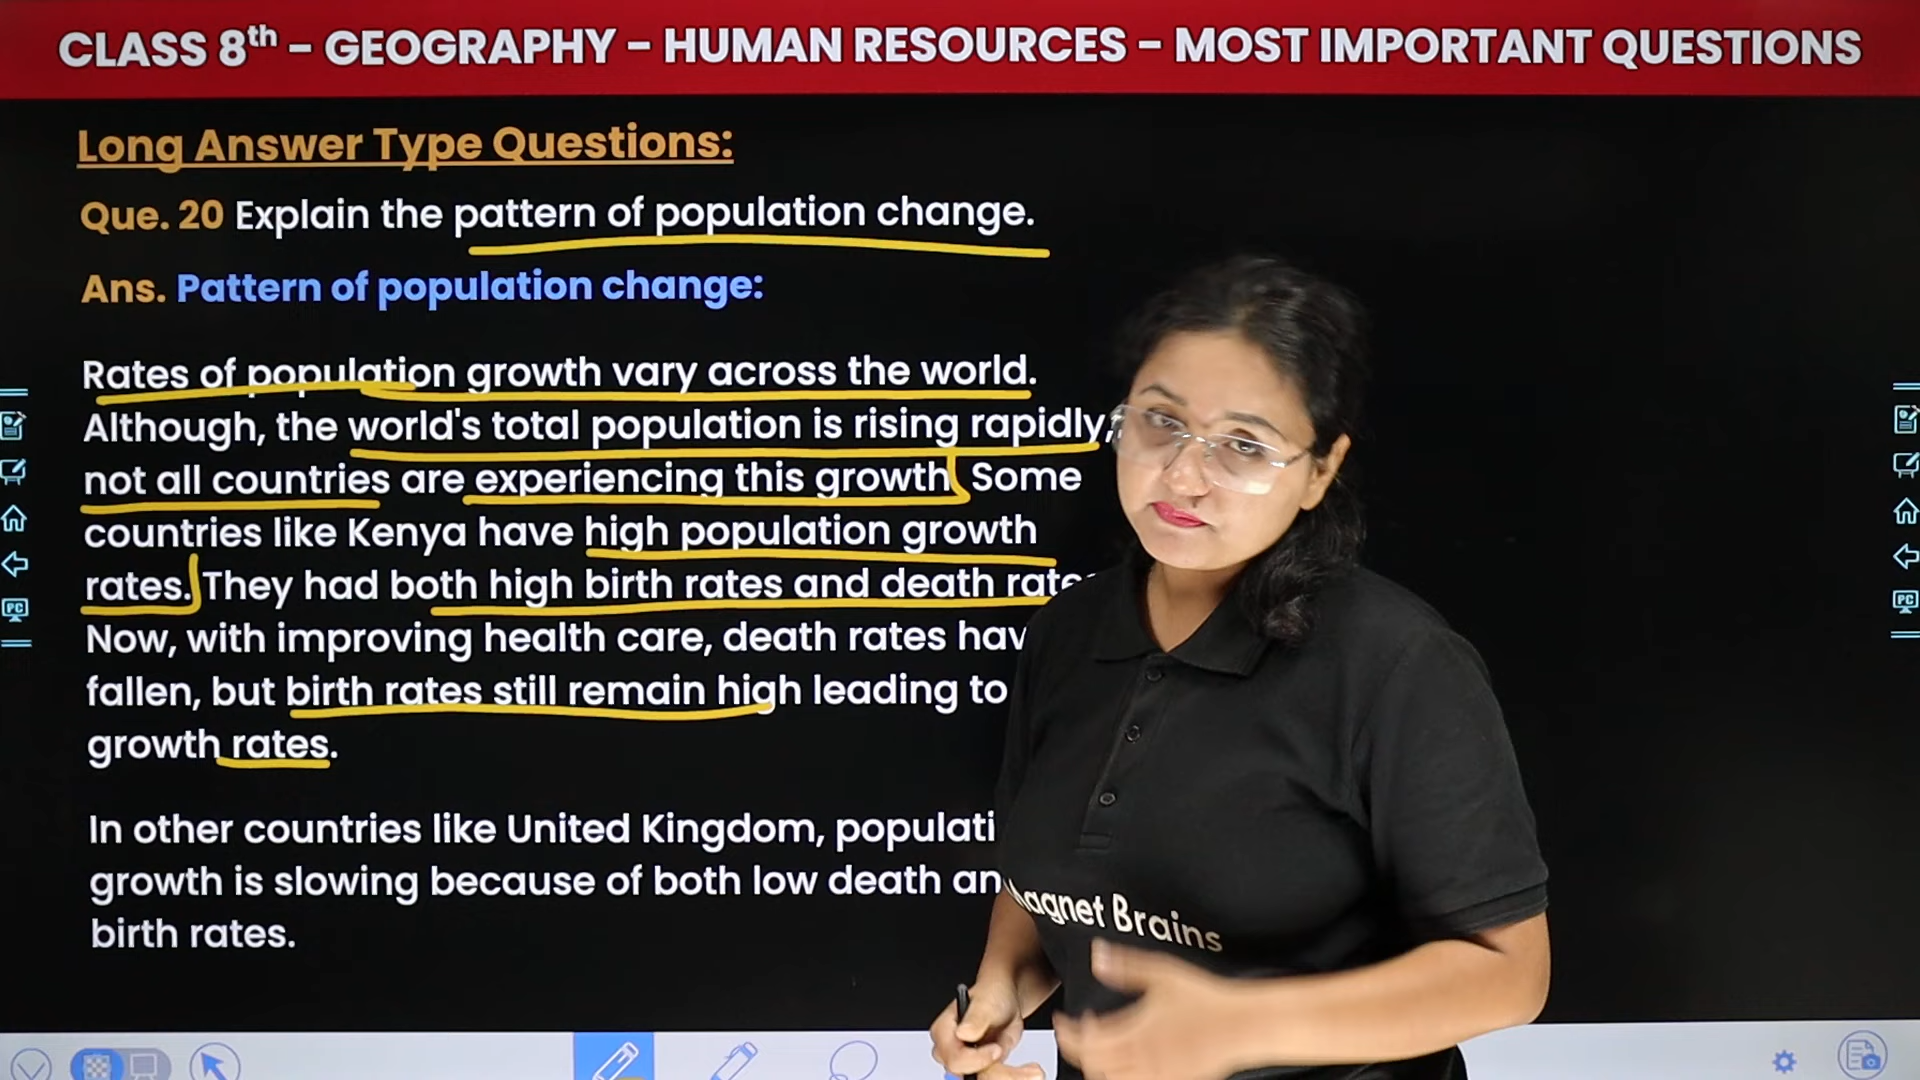 CLASS 8th – GEOGRAPHY – HUMAN RESOURCES – MOST IMPORTANT QUESTIONS
Long Answer Type Questions:
Que. 20 Explain the pattern of population change.
Ans. Pattern of population change:
Rates of population growth vary across the world.
Although, the world's total population is rising rapidly,
not all countries are experiencing this growth. Some
countries like Kenya have high population growth
rates. They had both high birth rates and death
Now, with improving health care, death rates
fallen, but birth rates still remain high leading to
growth rates.
In other countries like United Kingdom,
growth is slowing because of both low death
birth rates.
Magnet Brains
PC
PC